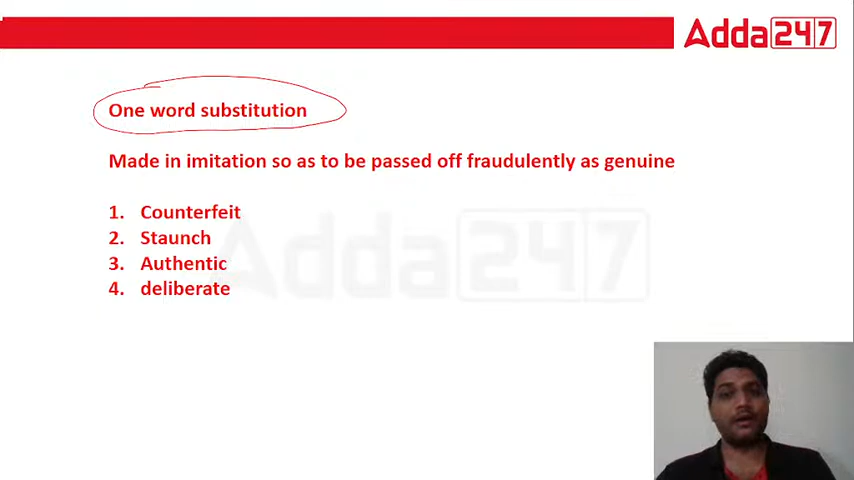 Adda247
One word substitution
Made in imitation so as to be passed off fraudulently as genuine
1. Counterfeit
2. Staunch
3. Authentic
4. deliberate
Adda247